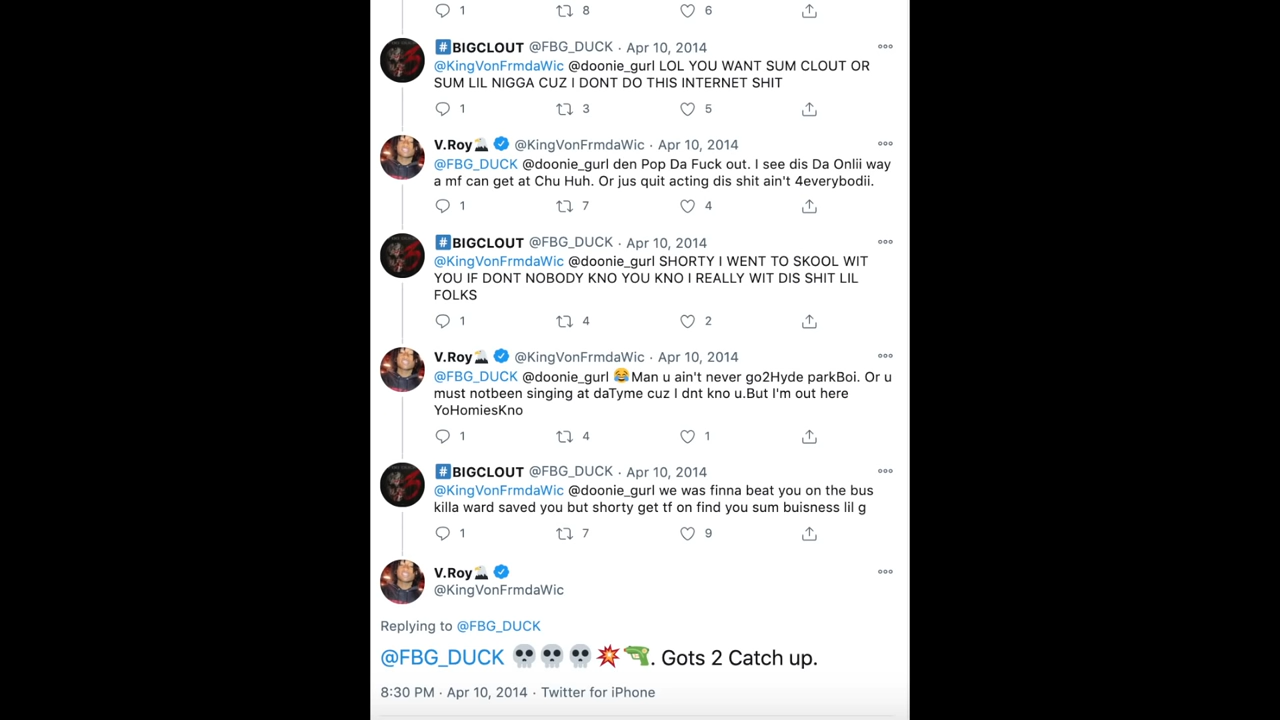 1 8 6
#BIGCLOUT @FBG_DUCK · Apr 10, 2014
@KingVonFrmdaWic @doonie_gurl LOL YOU WANT SUM CLOUT OR
SUM LIL NIGGA CUZ I DONT DO THIS INTERNET SHIT
1 3 5
V.Roy @KingVonFrmdaWic · Apr 10, 2014
@FBG_DUCK @doonie_gurl den Pop Da Fuck out. I see dis Da Onlii way
a mf can get at Chu Huh. Or jus quit acting dis shit ain't 4everybodii.
1 7 4
#BIGCLOUT @FBG_DUCK · Apr 10, 2014
@KingVonFrmdaWic @doonie_gurl SHORTY I WENT TO SKOOL WIT
YOU IF DONT NOBODY KNO YOU KNO I REALLY WIT DIS SHIT LIL
FOLKS
1 4 2
V.Roy @KingVonFrmdaWic · Apr 10, 2014
@FBG_DUCK @doonie_gurl 😂Man u ain't never go2Hyde parkBoi. Or u
must notbeen singing at daTyme cuz I dnt kno u.But I'm out here
YoHomiesKno
1 4 1
#BIGCLOUT @FBG_DUCK · Apr 10, 2014
@KingVonFrmdaWic @doonie_gurl we was finna beat you on the bus
killa ward saved you but shorty get tf on find you sum buisness lil g
1 7 9
V.Roy
@KingVonFrmdaWic
Replying to @FBG_DUCK
@FBG_DUCK 💀💀💀💥🔫. Gots 2 Catch up.
8:30 PM · Apr 10, 2014 · Twitter for iPhone